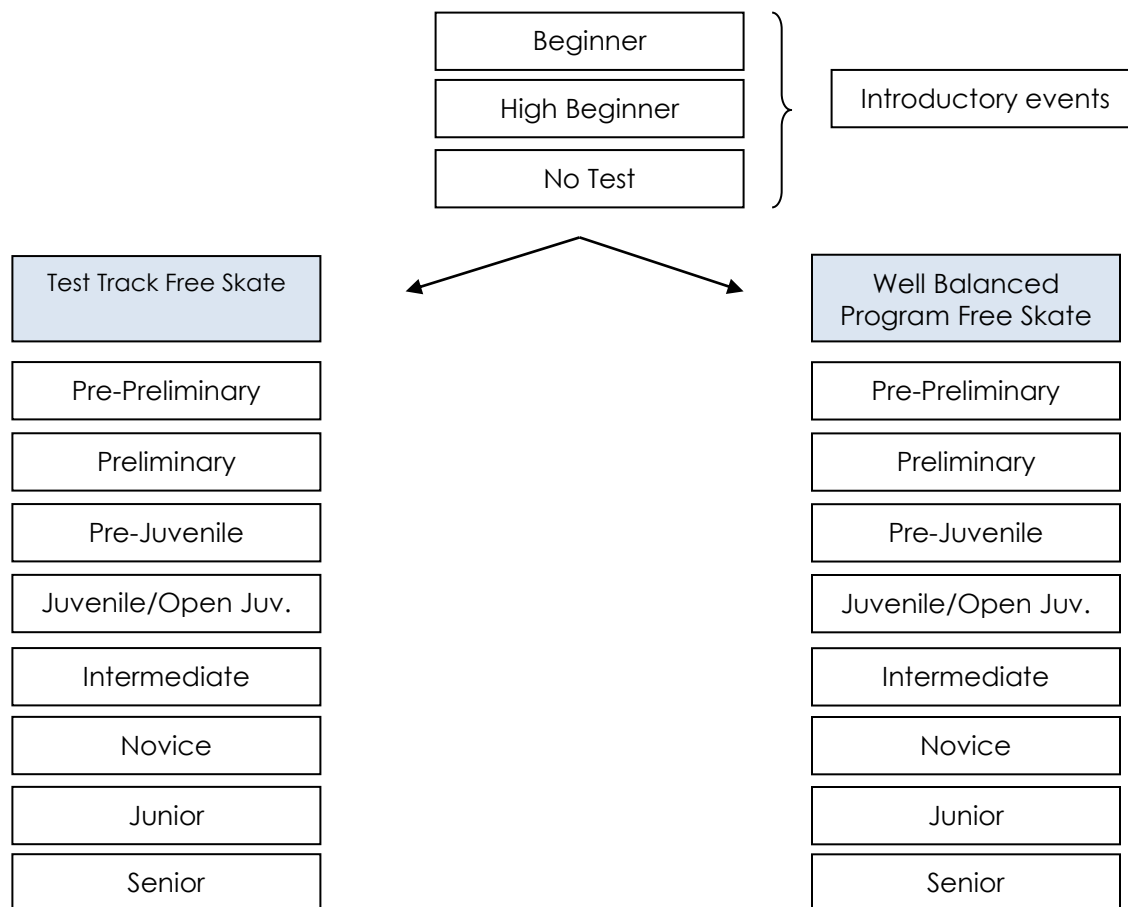 Beginner
High Beginner
No Test
Introductory events
Test Track Free Skate
Pre-Preliminary
Preliminary
Pre-Juvenile
Juvenile/Open Juv.
Intermediate
Novice
Junior
Senior
Well Balanced
Program Free Skate
Pre-Preliminary
Preliminary
Pre-Juvenile
Juvenile/Open Juv.
Intermediate
Novice
Junior
Senior